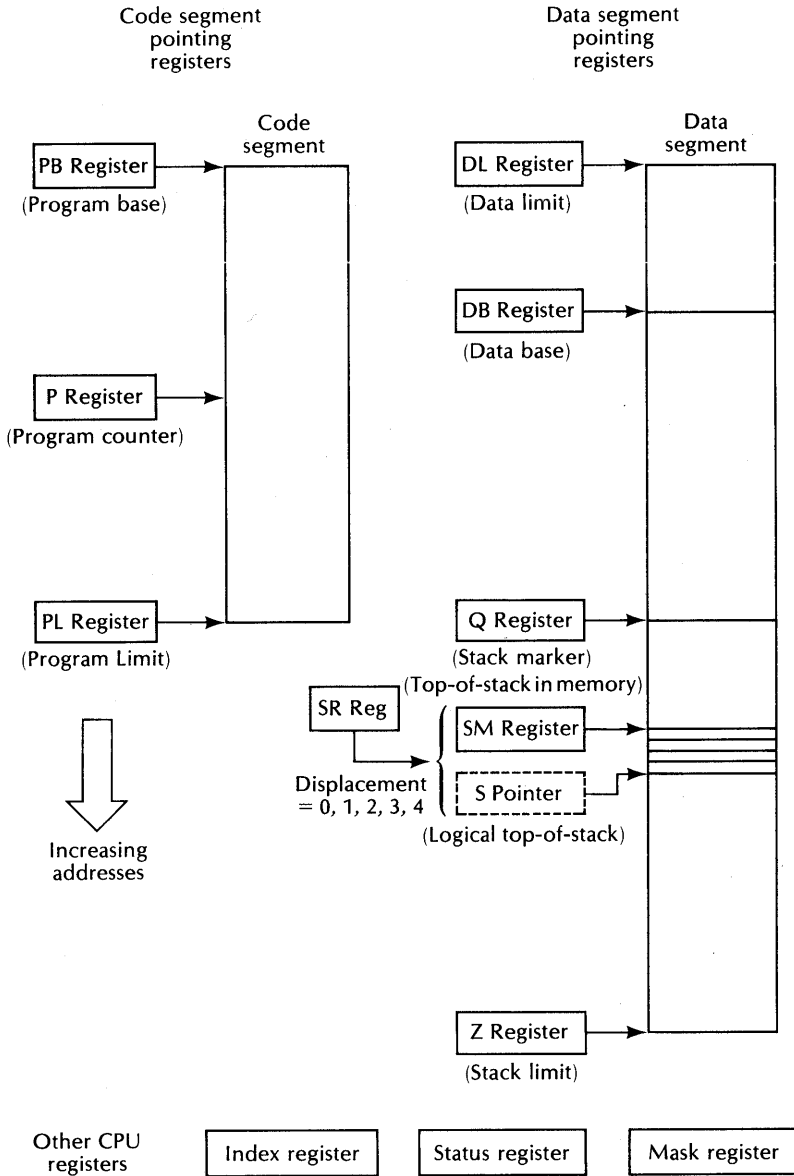 Code segment
pointing
registers
Data segment
pointing
registers
Code
segment
PB Register
(Program base)
P Register
(Program counter)
PL Register
(Program Limit)
Increasing
addresses
Data
segment
DL Register
(Data limit)
DB Register
(Data base)
Q Register
(Stack marker)
(Top-of-stack in memory)
SR Reg
SM Register
Displacement
= 0, 1, 2, 3, 4
S Pointer
(Logical top-of-stack)
Z Register
(Stack limit)
Other CPU
registers
Index register
Status register
Mask register